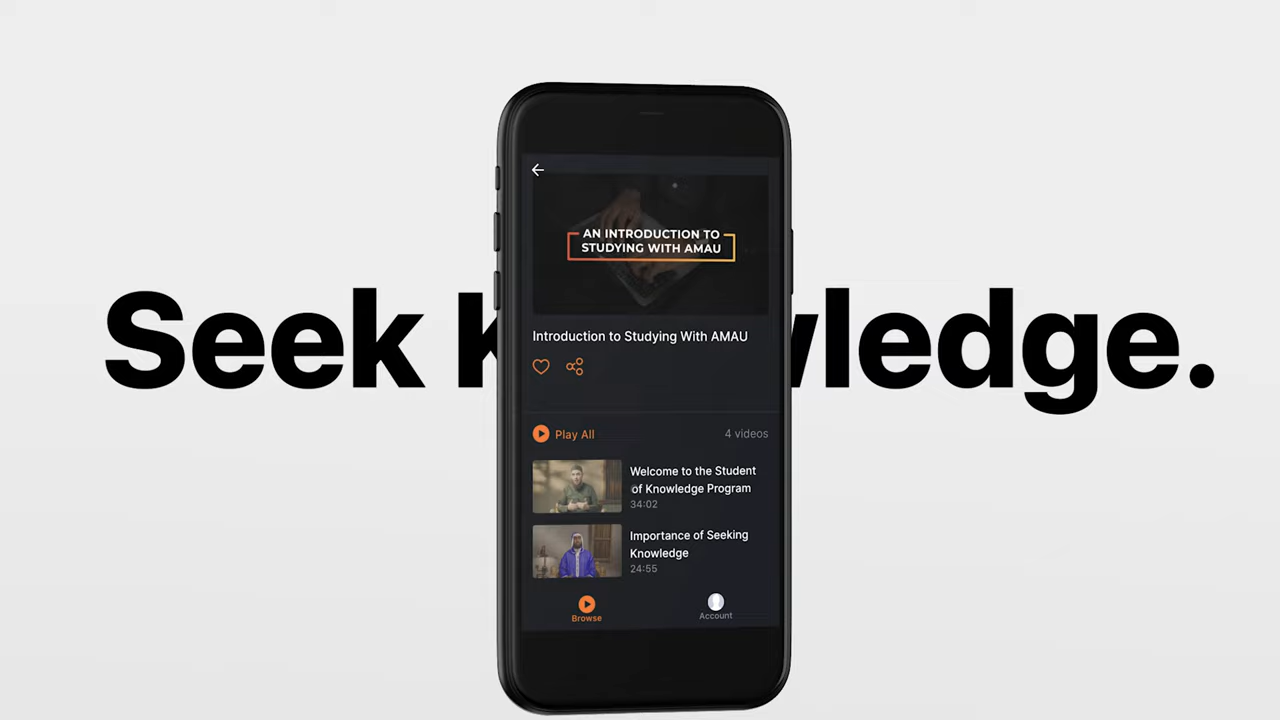 Seek K wledge.
AN INTRODUCTION TO
STUDYING WITH AMAU
Introduction to Studying With AMAU
Play All
4 videos
Welcome to the Student
of Knowledge Program
34:02
Importance of Seeking
Knowledge
24:55
Browse
Account